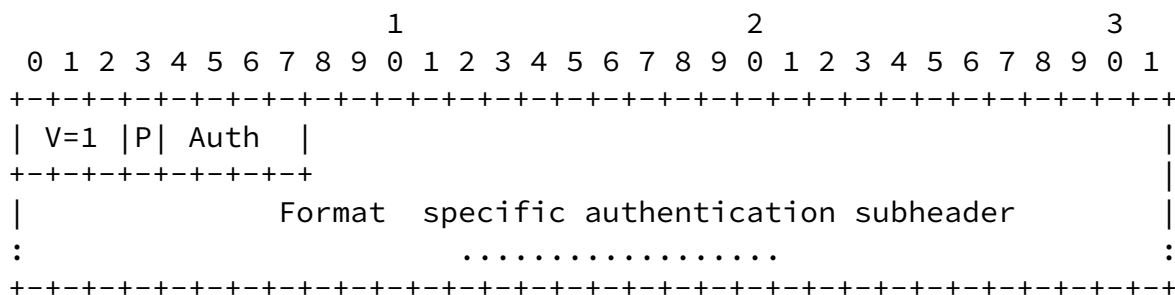 1                   2                   3
 0 1 2 3 4 5 6 7 8 9 0 1 2 3 4 5 6 7 8 9 0 1 2 3 4 5 6 7 8 9 0 1
+-+-+-+-+-+-+-+-+-+-+-+-+-+-+-+-+-+-+-+-+-+-+-+-+-+-+-+-+-+-+-+-+
| V=1 |P| Auth  |                                               |
+-+-+-+-+-+-+-+-+                                               |
|              Format  specific authentication subheader        |
:                        ..................                     :
+-+-+-+-+-+-+-+-+-+-+-+-+-+-+-+-+-+-+-+-+-+-+-+-+-+-+-+-+-+-+-+-+